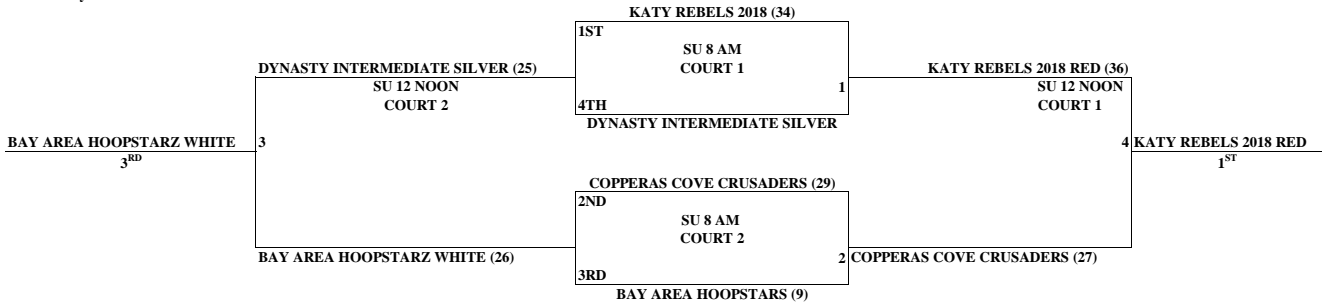 KATY REBELS 2018 (34)
1ST
SU 8 AM
DYNASTY INTERMEDIATE SILVER (25)
COURT 1
KATY REBELS 2018 RED (36)
SU 12 NOON
1
SU 12 NOON
COURT 2
4TH
COURT 1
DYNASTY INTERMEDIATE SILVER
BAY AREA HOOPSTARZ WHITE
3
4
KATY REBELS 2018 RED
3RD
1ST
COPPERAS COVE CRUSADERS (29)
2ND
SU 8 AM
COURT 2
BAY AREA HOOPSTARZ WHITE (26)
2
COPPERAS COVE CRUSADERS (27)
3RD
BAY AREA HOOPSTARS (9)